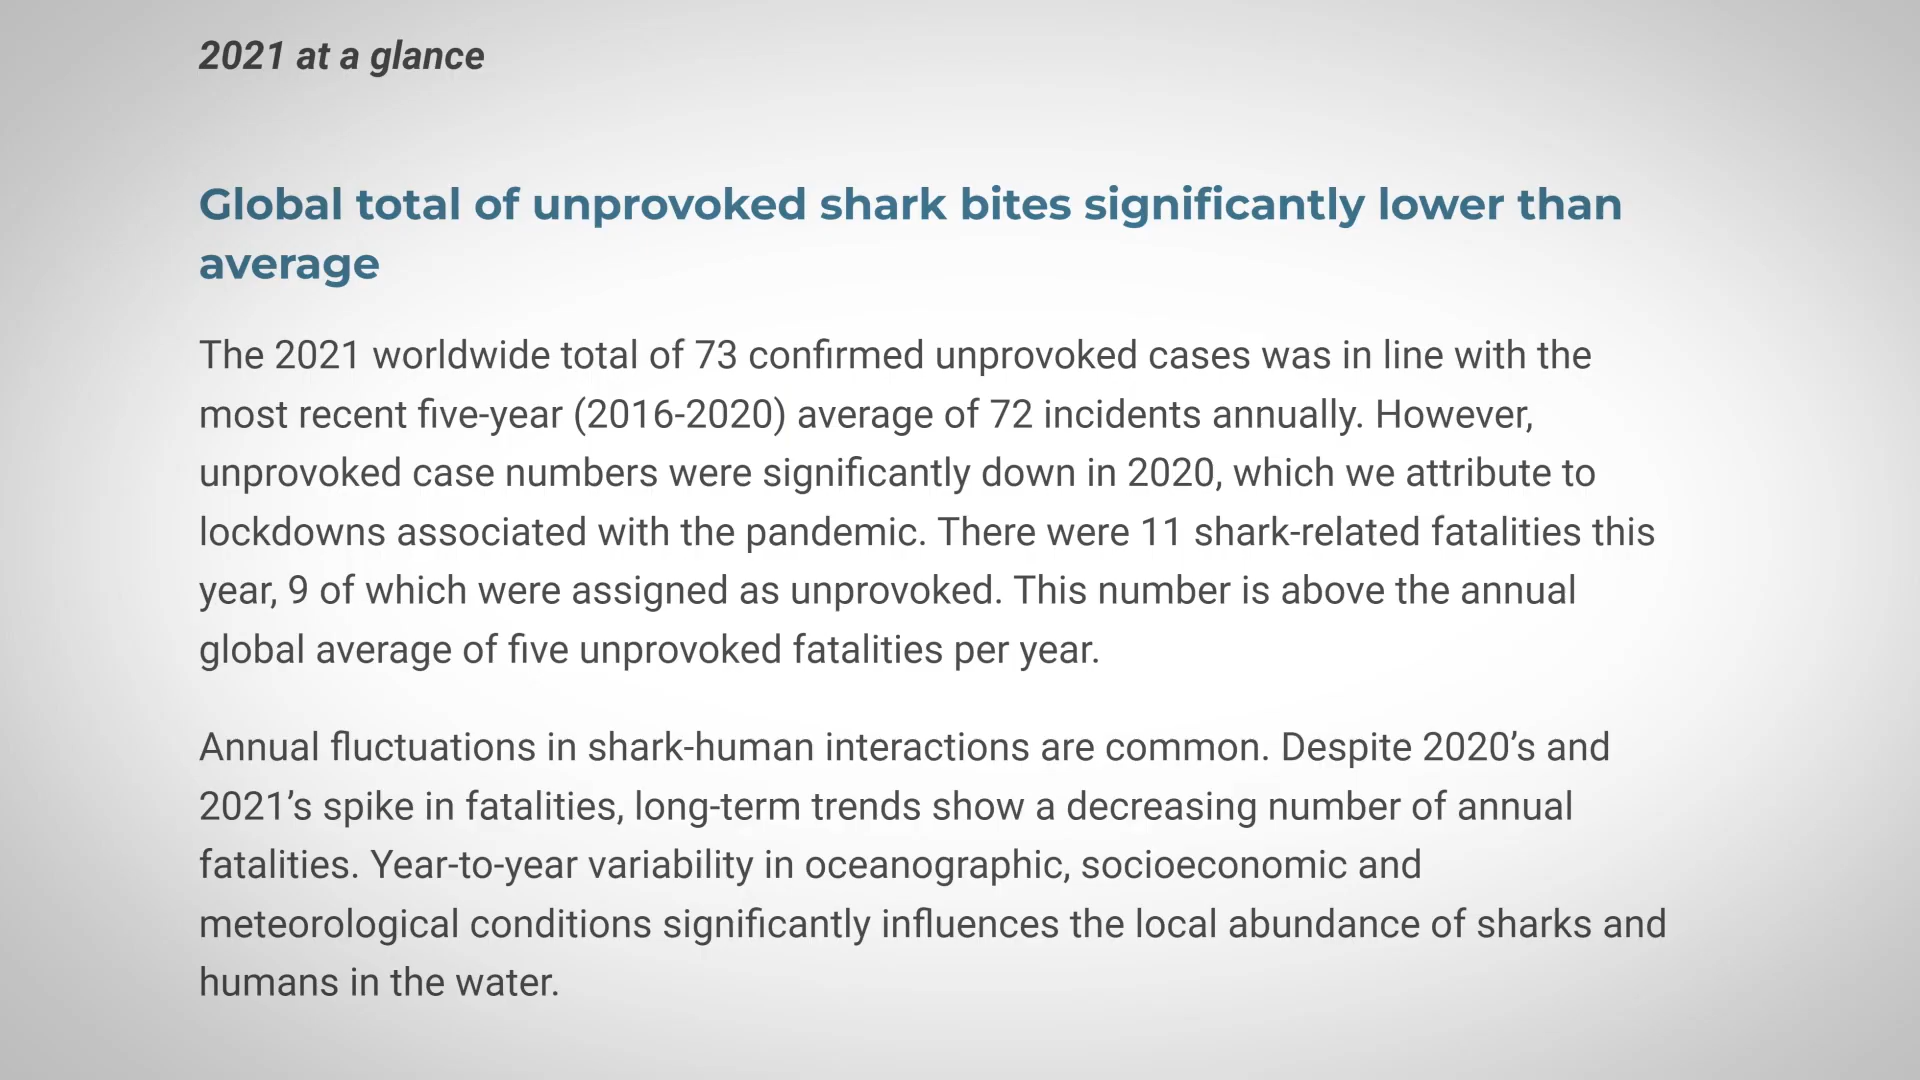 2021 at a glance
Global total of unprovoked shark bites significantly lower than
average
The 2021 worldwide total of 73 confirmed unprovoked cases was in line with the
most recent five-year (2016-2020) average of 72 incidents annually. However,
unprovoked case numbers were significantly down in 2020, which we attribute to
lockdowns associated with the pandemic. There were 11 shark-related fatalities this
year, 9 of which were assigned as unprovoked. This number is above the annual
global average of five unprovoked fatalities per year.
Annual fluctuations in shark-human interactions are common. Despite 2020’s and
2021’s spike in fatalities, long-term trends show a decreasing number of annual
fatalities. Year-to-year variability in oceanographic, socioeconomic and
meteorological conditions significantly influences the local abundance of sharks and
humans in the water.